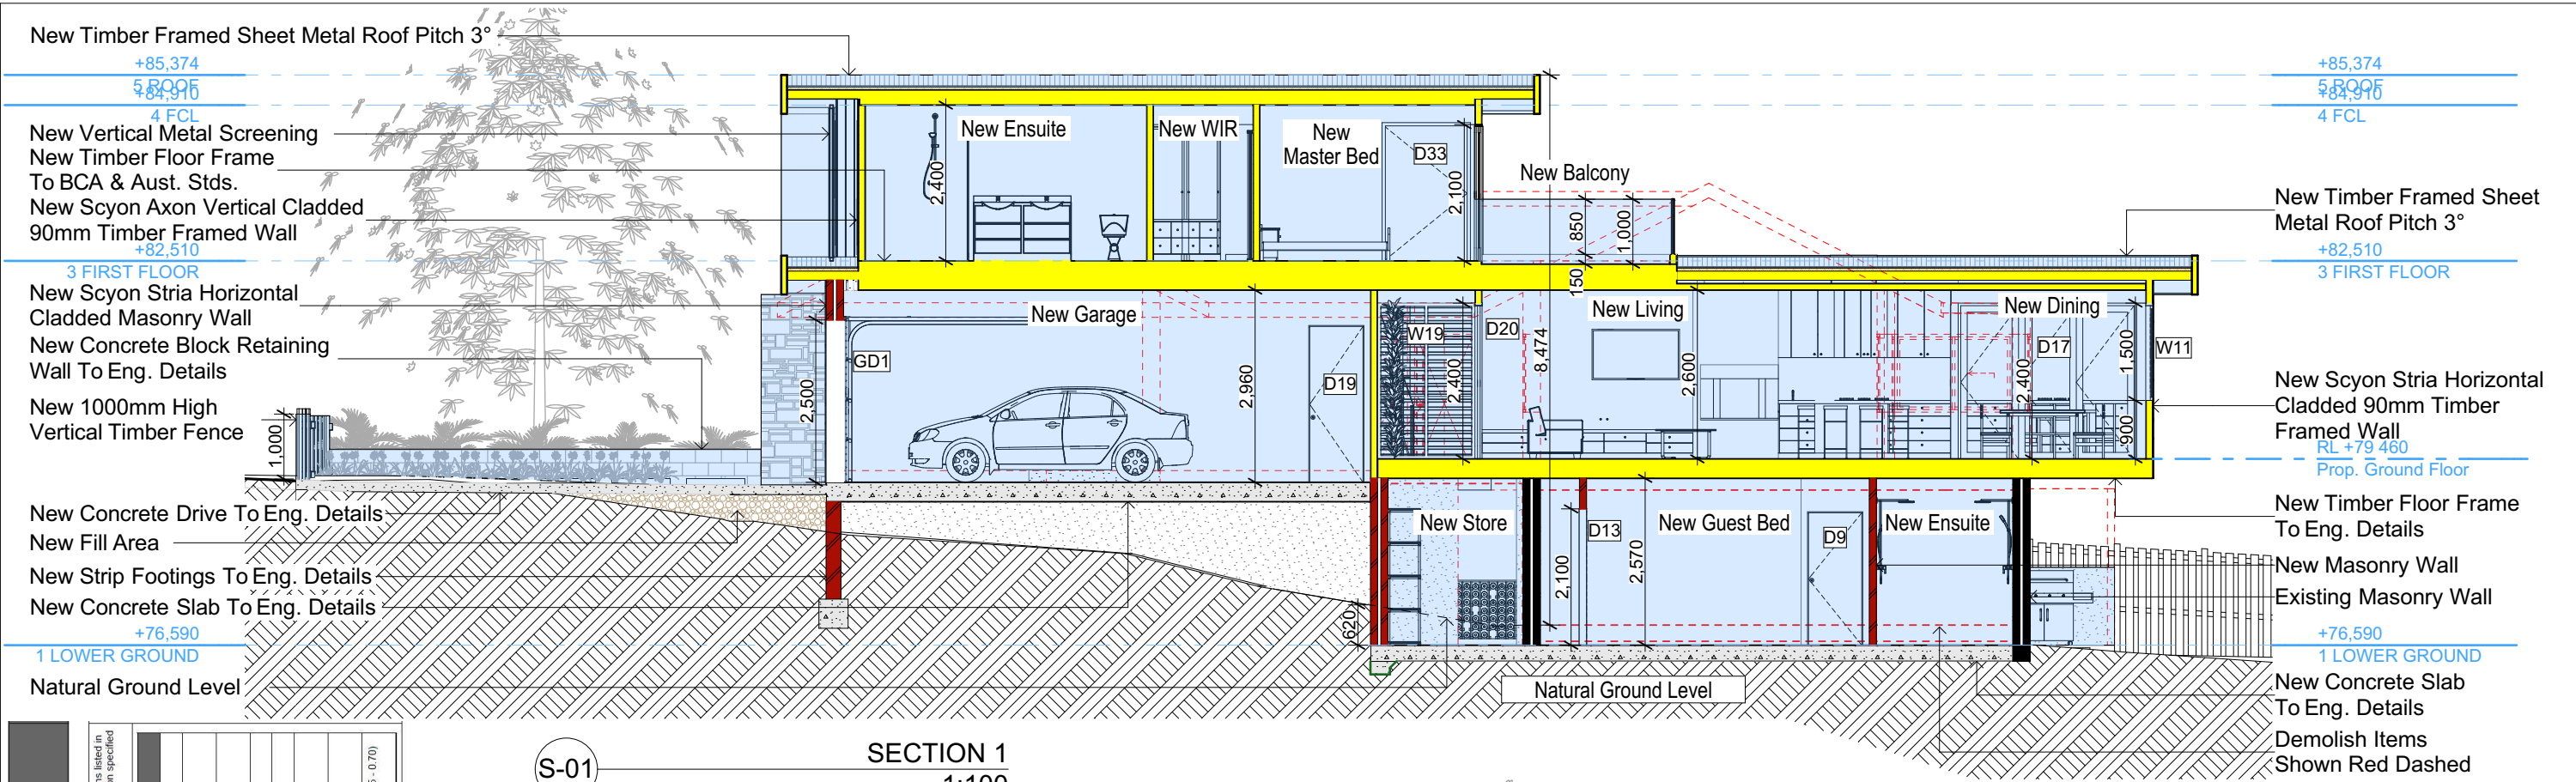 New Timber Framed Sheet Metal Roof Pitch 3°
+85,374
5 ROOF
+84,910
4 FCL
New Vertical Metal Screening
New Timber Floor Frame
To BCA & Aust. Stds.
New Scyon Axon Vertical Cladded
90mm Timber Framed Wall
+82,510
3 FIRST FLOOR
New Scyon Stria Horizontal
Cladded Masonry Wall
New Concrete Block Retaining
Wall To Eng. Details
New 1000mm High
Vertical Timber Fence
1,000
New Concrete Drive To Eng. Details
New Fill Area
New Strip Footings To Eng. Details
New Concrete Slab To Eng. Details
+76,590
1 LOWER GROUND
Natural Ground Level
New Ensuite
New WIR
New
Master Bed
D33
2,400
2,100
New Balcony
850
1,000
150
New Garage
GD1
2,500
2,960
D19
W19
D20
2,400
8,474
New Living
2,600
New Dining
D17
2,400
1,500
900
W11
New Store
D13
New Guest Bed
D9
New Ensuite
2,100
2,570
620
Natural Ground Level
+85,374
5 ROOF
+84,910
4 FCL
New Timber Framed Sheet
Metal Roof Pitch 3°
+82,510
3 FIRST FLOOR
New Scyon Stria Horizontal
Cladded 90mm Timber
Framed Wall
RL +79 460
Prop. Ground Floor
New Timber Floor Frame
To Eng. Details
New Masonry Wall
Existing Masonry Wall
+76,590
1 LOWER GROUND
New Concrete Slab
To Eng. Details
Demolish Items
Shown Red Dashed
S-01
SECTION 1
1:100
listed in
specified
- 0.70)